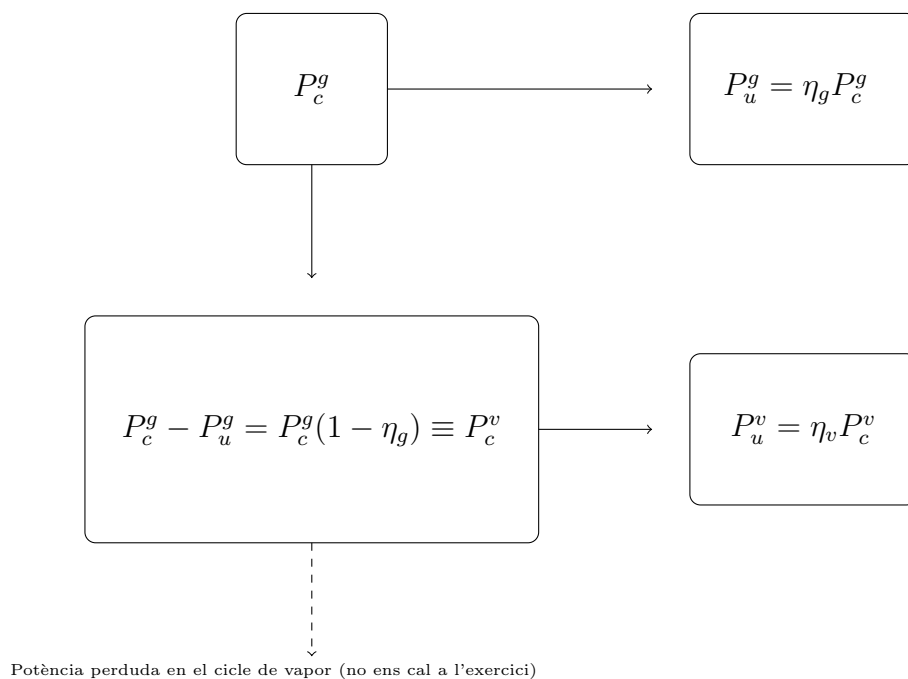 P_c^g
P_u^g = η_g P_c^g
P_c^g − P_u^g = P_c^g(1 − η_g) ≡ P_c^v
P_u^v = η_v P_c^v
Potència perduda en el cicle de vapor (no ens cal a l'exercici)